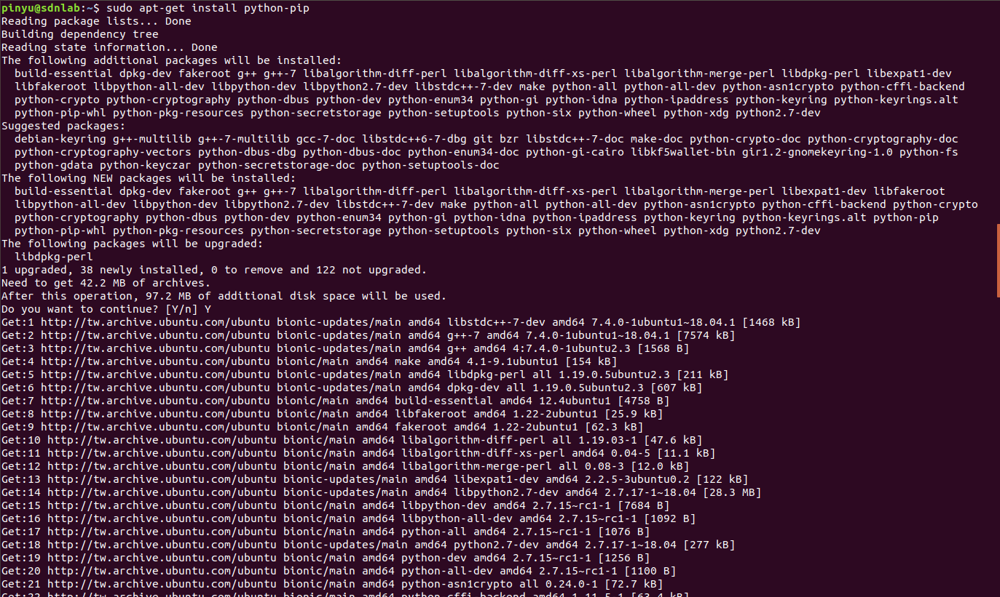 pinyu@sdnlab:~$ sudo apt-get install python-pip
Reading package lists... Done
Building dependency tree
Reading state information... Done
The following additional packages will be installed:
  build-essential dpkg-dev fakeroot g++ g++-7 libalgorithm-diff-perl libalgorithm-diff-xs-perl libalgorithm-merge-perl libdpkg-perl libexpat1-dev
  libfakeroot libpython-all-dev libpython-dev libpython2.7-dev libstdc++-7-dev make python-all python-all-dev python-asn1crypto python-cffi-backend
  python-crypto python-cryptography python-dbus python-dev python-enum34 python-gi python-idna python-ipaddress python-keyring python-keyrings.alt
  python-pip-whl python-pkg-resources python-secretstorage python-setuptools python-six python-wheel python-xdg python2.7-dev
Suggested packages:
  debian-keyring g++-multilib g++-7-multilib gcc-7-doc libstdc++6-7-dbg git bzr libstdc++-7-doc make-doc python-crypto-doc python-cryptography-doc
  python-cryptography-vectors python-dbus-dbg python-dbus-doc python-enum34-doc python-gi-cairo libkf5wallet-bin gir1.2-gnomekeyring-1.0 python-fs
  python-gdata python-keyczar python-secretstorage-doc python-setuptools-doc
The following NEW packages will be installed:
  build-essential dpkg-dev fakeroot g++ g++-7 libalgorithm-diff-perl libalgorithm-diff-xs-perl libalgorithm-merge-perl libexpat1-dev libfakeroot
  libpython-all-dev libpython-dev libpython2.7-dev libstdc++-7-dev make python-all python-all-dev python-asn1crypto python-cffi-backend python-crypto
  python-cryptography python-dbus python-dev python-enum34 python-gi python-idna python-ipaddress python-keyring python-keyrings.alt python-pip
  python-pip-whl python-pkg-resources python-secretstorage python-setuptools python-six python-wheel python-xdg python2.7-dev
The following packages will be upgraded:
  libdpkg-perl
1 upgraded, 38 newly installed, 0 to remove and 122 not upgraded.
Need to get 42.2 MB of archives.
After this operation, 97.2 MB of additional disk space will be used.
Do you want to continue? [Y/n] Y
Get:1 http://tw.archive.ubuntu.com/ubuntu bionic-updates/main amd64 libstdc++-7-dev amd64 7.4.0-1ubuntu1~18.04.1 [1468 kB]
Get:2 http://tw.archive.ubuntu.com/ubuntu bionic-updates/main amd64 g++-7 amd64 7.4.0-1ubuntu1~18.04.1 [7574 kB]
Get:3 http://tw.archive.ubuntu.com/ubuntu bionic-updates/main amd64 g++ amd64 4:7.4.0-1ubuntu2.3 [1568 B]
Get:4 http://tw.archive.ubuntu.com/ubuntu bionic/main amd64 make amd64 4.1-9.1ubuntu1 [154 kB]
Get:5 http://tw.archive.ubuntu.com/ubuntu bionic-updates/main amd64 libdpkg-perl all 1.19.0.5ubuntu2.3 [211 kB]
Get:6 http://tw.archive.ubuntu.com/ubuntu bionic-updates/main amd64 dpkg-dev all 1.19.0.5ubuntu2.3 [607 kB]
Get:7 http://tw.archive.ubuntu.com/ubuntu bionic/main amd64 build-essential amd64 12.4ubuntu1 [4758 B]
Get:8 http://tw.archive.ubuntu.com/ubuntu bionic/main amd64 libfakeroot amd64 1.22-2ubuntu1 [25.9 kB]
Get:9 http://tw.archive.ubuntu.com/ubuntu bionic/main amd64 fakeroot amd64 1.22-2ubuntu1 [62.3 kB]
Get:10 http://tw.archive.ubuntu.com/ubuntu bionic/main amd64 libalgorithm-diff-perl all 1.19.03-1 [47.6 kB]
Get:11 http://tw.archive.ubuntu.com/ubuntu bionic/main amd64 libalgorithm-diff-xs-perl amd64 0.04-5 [11.1 kB]
Get:12 http://tw.archive.ubuntu.com/ubuntu bionic/main amd64 libalgorithm-merge-perl all 0.08-3 [12.0 kB]
Get:13 http://tw.archive.ubuntu.com/ubuntu bionic-updates/main amd64 libexpat1-dev amd64 2.2.5-3ubuntu0.2 [122 kB]
Get:14 http://tw.archive.ubuntu.com/ubuntu bionic-updates/main amd64 libpython2.7-dev amd64 2.7.17-1~18.04 [28.3 MB]
Get:15 http://tw.archive.ubuntu.com/ubuntu bionic/main amd64 libpython-dev amd64 2.7.15~rc1-1 [7684 B]
Get:16 http://tw.archive.ubuntu.com/ubuntu bionic/main amd64 libpython-all-dev amd64 2.7.15~rc1-1 [1092 B]
Get:17 http://tw.archive.ubuntu.com/ubuntu bionic/main amd64 python-all amd64 2.7.15~rc1-1 [1076 B]
Get:18 http://tw.archive.ubuntu.com/ubuntu bionic-updates/main amd64 python2.7-dev amd64 2.7.17-1~18.04 [277 kB]
Get:19 http://tw.archive.ubuntu.com/ubuntu bionic/main amd64 python-dev amd64 2.7.15~rc1-1 [1256 B]
Get:20 http://tw.archive.ubuntu.com/ubuntu bionic/main amd64 python-all-dev amd64 2.7.15~rc1-1 [1100 B]
Get:21 http://tw.archive.ubuntu.com/ubuntu bionic/main amd64 python-asn1crypto all 0.24.0-1 [72.7 kB]
Get:22 http://tw.archive.ubuntu.com/ubuntu bionic/main amd64 python-cffi-backend amd64 1.11.5-1 [63.4 kB]